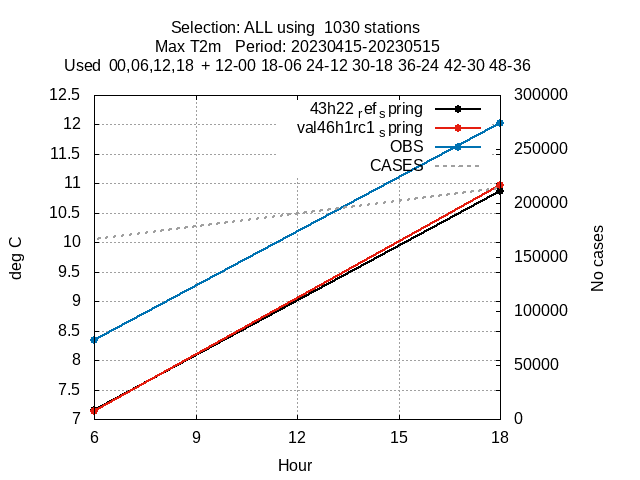 Selection: ALL using  1030 stations
Max T2m   Period: 20230415-20230515
Used  00,06,12,18  + 12-00 18-06 24-12 30-18 36-24 42-30 48-36
43h22 ref spring
val46h1rc1 spring
OBS
CASES
12.5
12
11.5
11
10.5
10
9.5
9
8.5
8
7.5
7
deg C
300000
250000
200000
150000
100000
50000
0
No cases
6 9 12 15 18
Hour